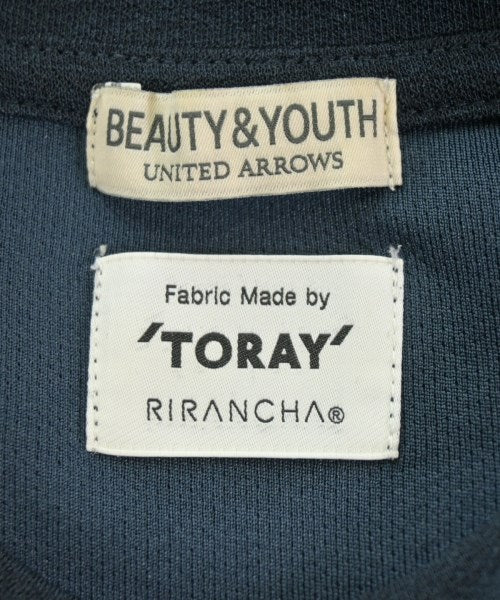 BEAUTY&YOUTH
UNITED ARROWS
Fabric Made by
'TORAY'
RIRANCHA®